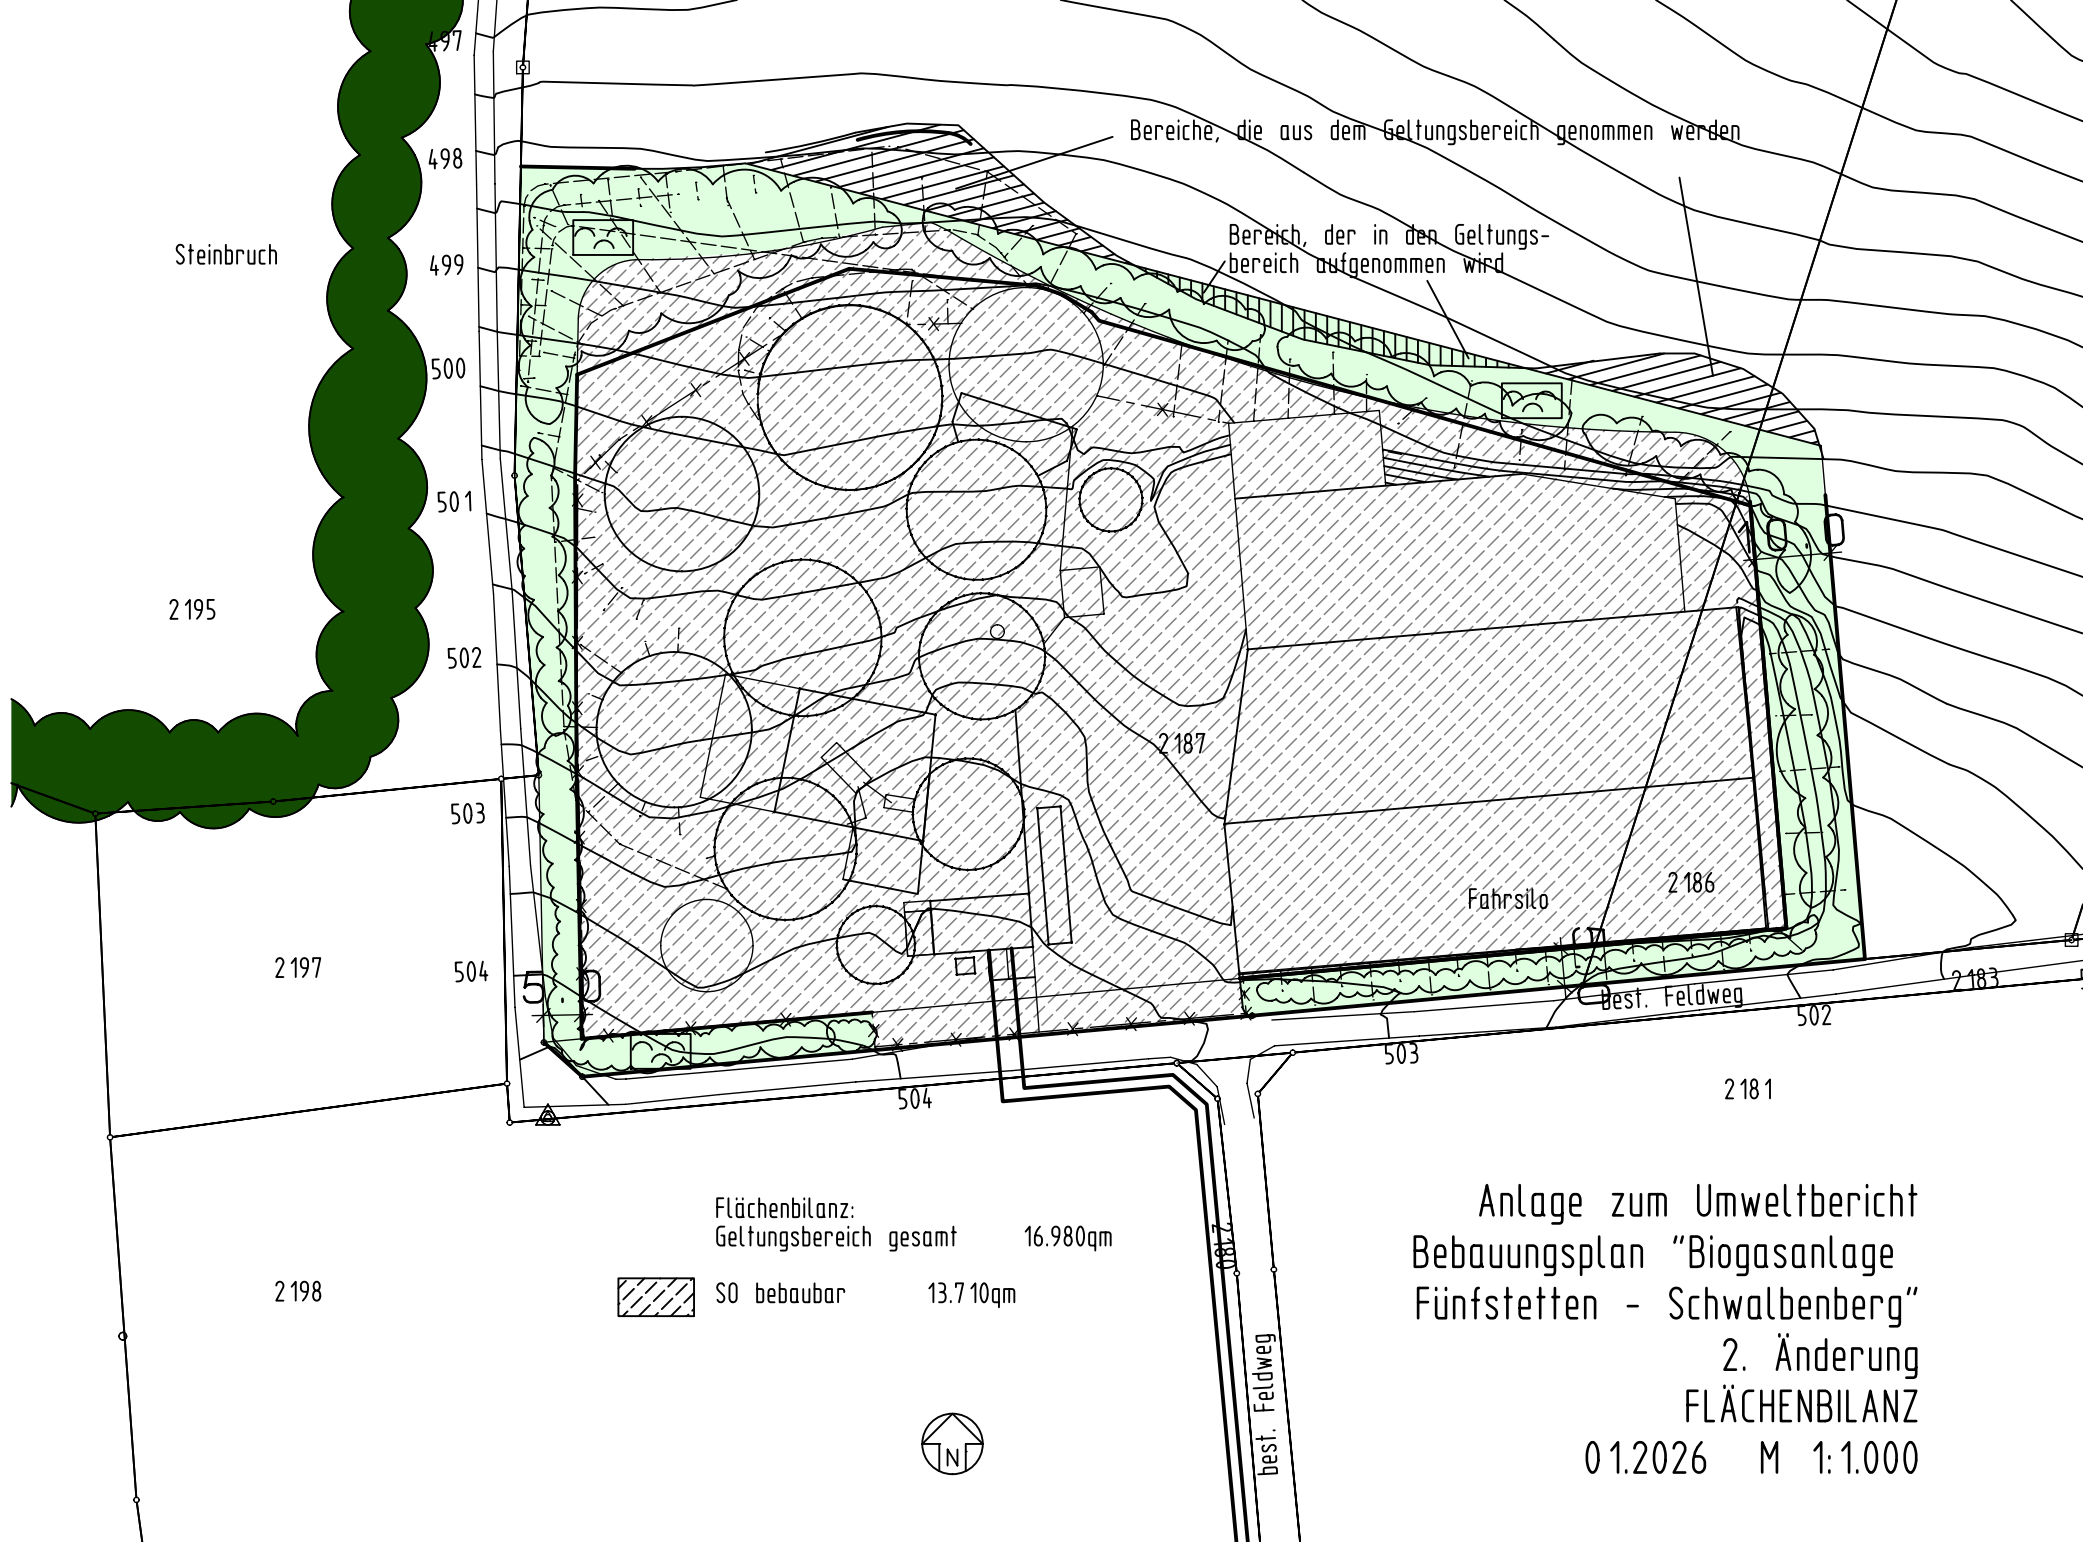 497
Bereiche, die aus dem Geltungsbereich genommen werden
498
Bereich, der in den Geltungs-
bereich aufgenommen wird
Steinbruch
499
500
501
2195
502
2187
503
2186
Fahrsilo
2197
504
5
2183
best. Feldweg
502
503
504
2181
Flächenbilanz:
Geltungsbereich gesamt 16.980qm
SO bebaubar 13.710qm
2180
2198
best. Feldweg
N
Anlage zum Umweltbericht
Bebauungsplan "Biogasanlage
Fünfstetten - Schwalbenberg"
2. Änderung
FLÄCHENBILANZ
01.2026 M 1:1.000